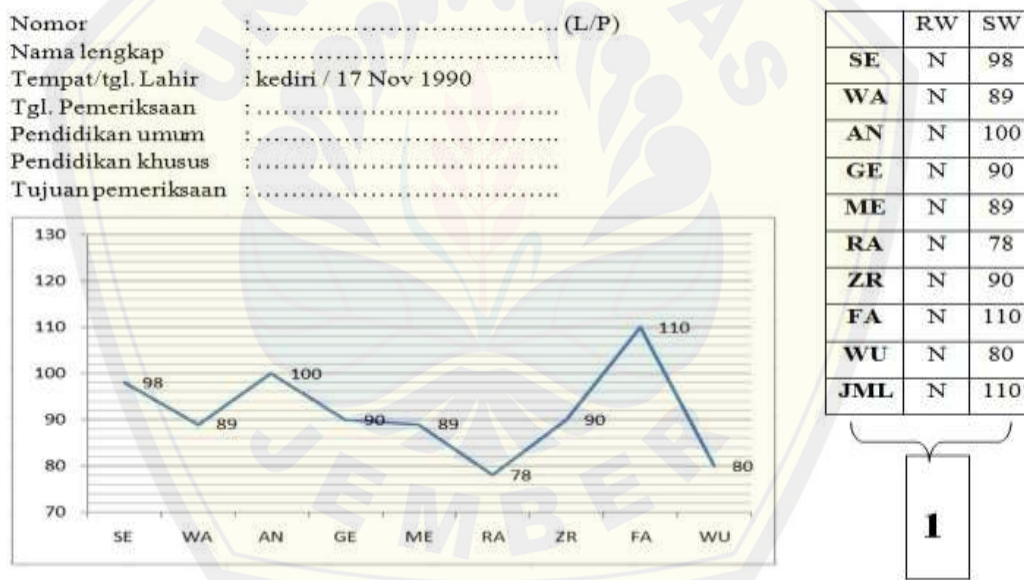 Nomor : ........................................ (L/P)
Nama lengkap : ........................................
Tempat/tgl. Lahir : kediri / 17 Nov 1990
Tgl. Pemeriksaan : ........................................
Pendidikan umum : ........................................
Pendidikan khusus : ........................................
Tujuan pemeriksaan : ........................................
RW SW
SE N 98
WA N 89
AN N 100
GE N 90
ME N 89
RA N 78
ZR N 90
FA N 110
WU N 80
JML N 110
1
130
120
110
100
90
80
70
98
89
100
90
89
78
90
110
80
SE WA AN GE ME RA ZR FA WU
JEMBER